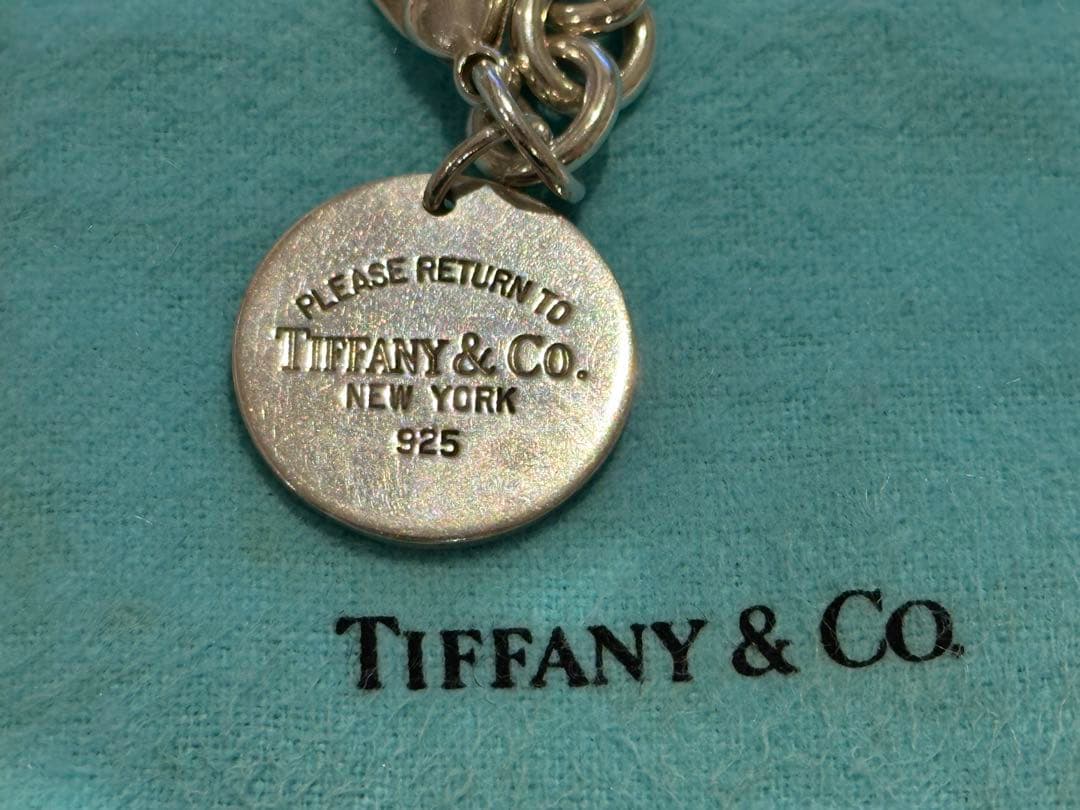 PLEASE RETURN TO
TIFFANY & CO.
NEW YORK
925
TIFFANY & CO.